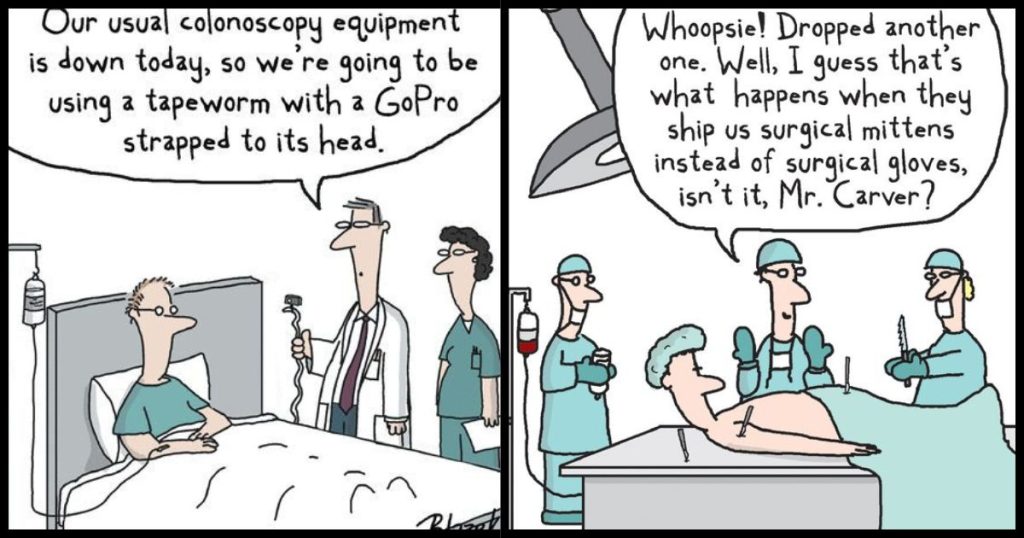 Our usual colonoscopy equipment
is down today, so we're going to be
using a tapeworm with a GoPro
strapped to its head.
Whoopsie! Dropped another
one. Well, I guess that's
what happens when they
ship us surgical mittens
instead of surgical gloves,
isn't it, Mr. Carver?